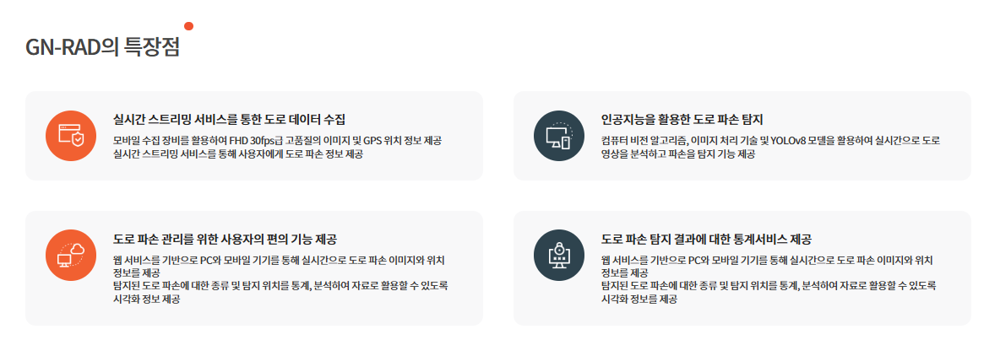 GN-RAD의 특장점
실시간 스트리밍 서비스를 통한 도로 데이터 수집
모바일 수집 장비를 활용하여 FHD 30fps급 고품질의 이미지 및 GPS 위치 정보 제공
실시간 스트리밍 서비스를 통해 사용자에게 도로 파손 정보 제공
인공지능을 활용한 도로 파손 탐지
컴퓨터 비전 알고리즘, 이미지 처리 기술 및 YOLOv8 모델을 활용하여 실시간으로 도로
영상을 분석하고 파손을 탐지 기능 제공
도로 파손 관리를 위한 사용자의 편의 기능 제공
웹 서비스를 기반으로 PC와 모바일 기기를 통해 실시간으로 도로 파손 이미지와 위치
정보를 제공
탐지된 도로 파손에 대한 종류 및 탐지 위치를 통계, 분석하여 자료로 활용할 수 있도록
시각화 정보 제공
도로 파손 탐지 결과에 대한 통계서비스 제공
웹 서비스를 기반으로 PC와 모바일 기기를 통해 실시간으로 도로 파손 이미지와 위치
정보를 제공
탐지된 도로 파손에 대한 종류 및 탐지 위치를 통계, 분석하여 자료로 활용할 수 있도록
시각화 정보를 제공